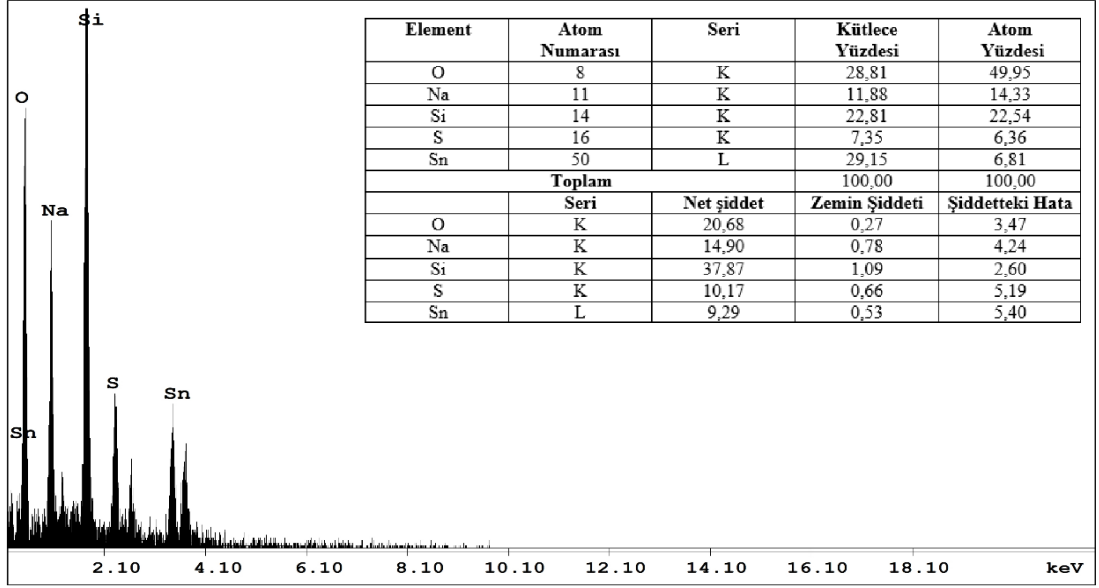 Element Atom Numarası Seri Kütlece Yüzdesi Atom Yüzdesi
O 8 K 28,81 49,95
Na 11 K 11,88 14,33
Si 14 K 22,81 22,54
S 16 K 7,35 6,36
Sn 50 L 29,15 6,81
Toplam 100,00 100,00
Seri Net şiddet Zemin Şiddeti Şiddetteki Hata
O K 20,68 0,27 3,47
Na K 14,90 0,78 4,24
Si K 37,87 1,09 2,60
S K 10,17 0,66 5,19
Sn L 9,29 0,53 5,40
Si
O
Na
S
Sn
Sn
2.10 4.10 6.10 8.10 10.10 12.10 14.10 16.10 18.10 keV